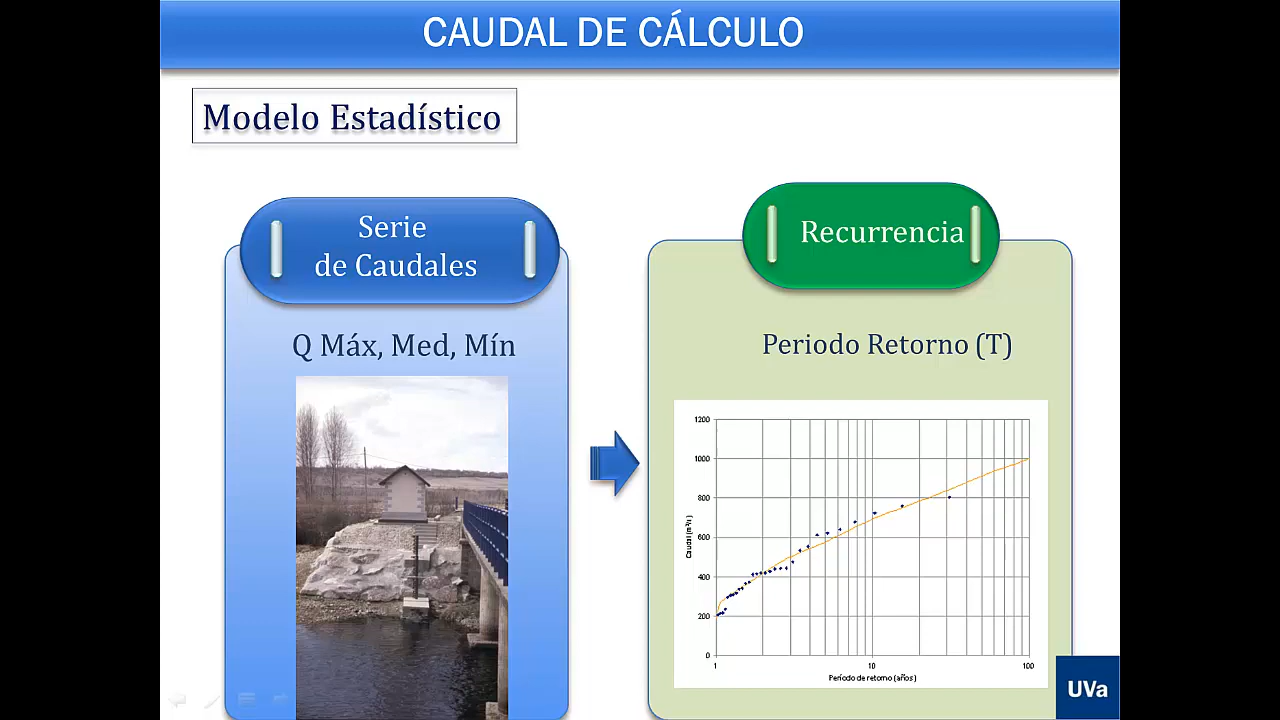 CAUDAL DE CÁLCULO
Modelo Estadístico
Serie
de Caudales
Q Máx, Med, Mín
Recurrencia
Periodo Retorno (T)
1200
1000
800
600
400
200
0
Caudal (m³/s)
1
10
100
Período de retorno (años)
UVa